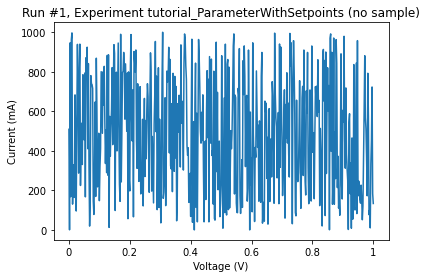 Run #1, Experiment tutorial_ParameterWithSetpoints (no sample)
1000
800
600
400
200
0
Current (mA)
0 0.2 0.4 0.6 0.8 1
Voltage (V)